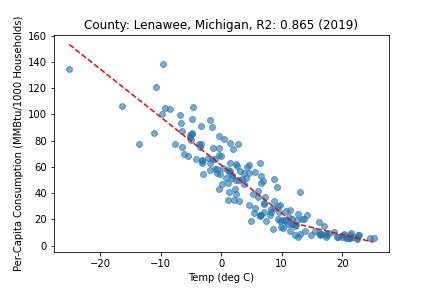 County: Lenawee, Michigan, R2: 0.865 (2019)
Per-Capita Consumption (MMBtu/1000 Households)
160
140
120
100
80
60
40
20
0
−20 −10 0 10 20
Temp (deg C)